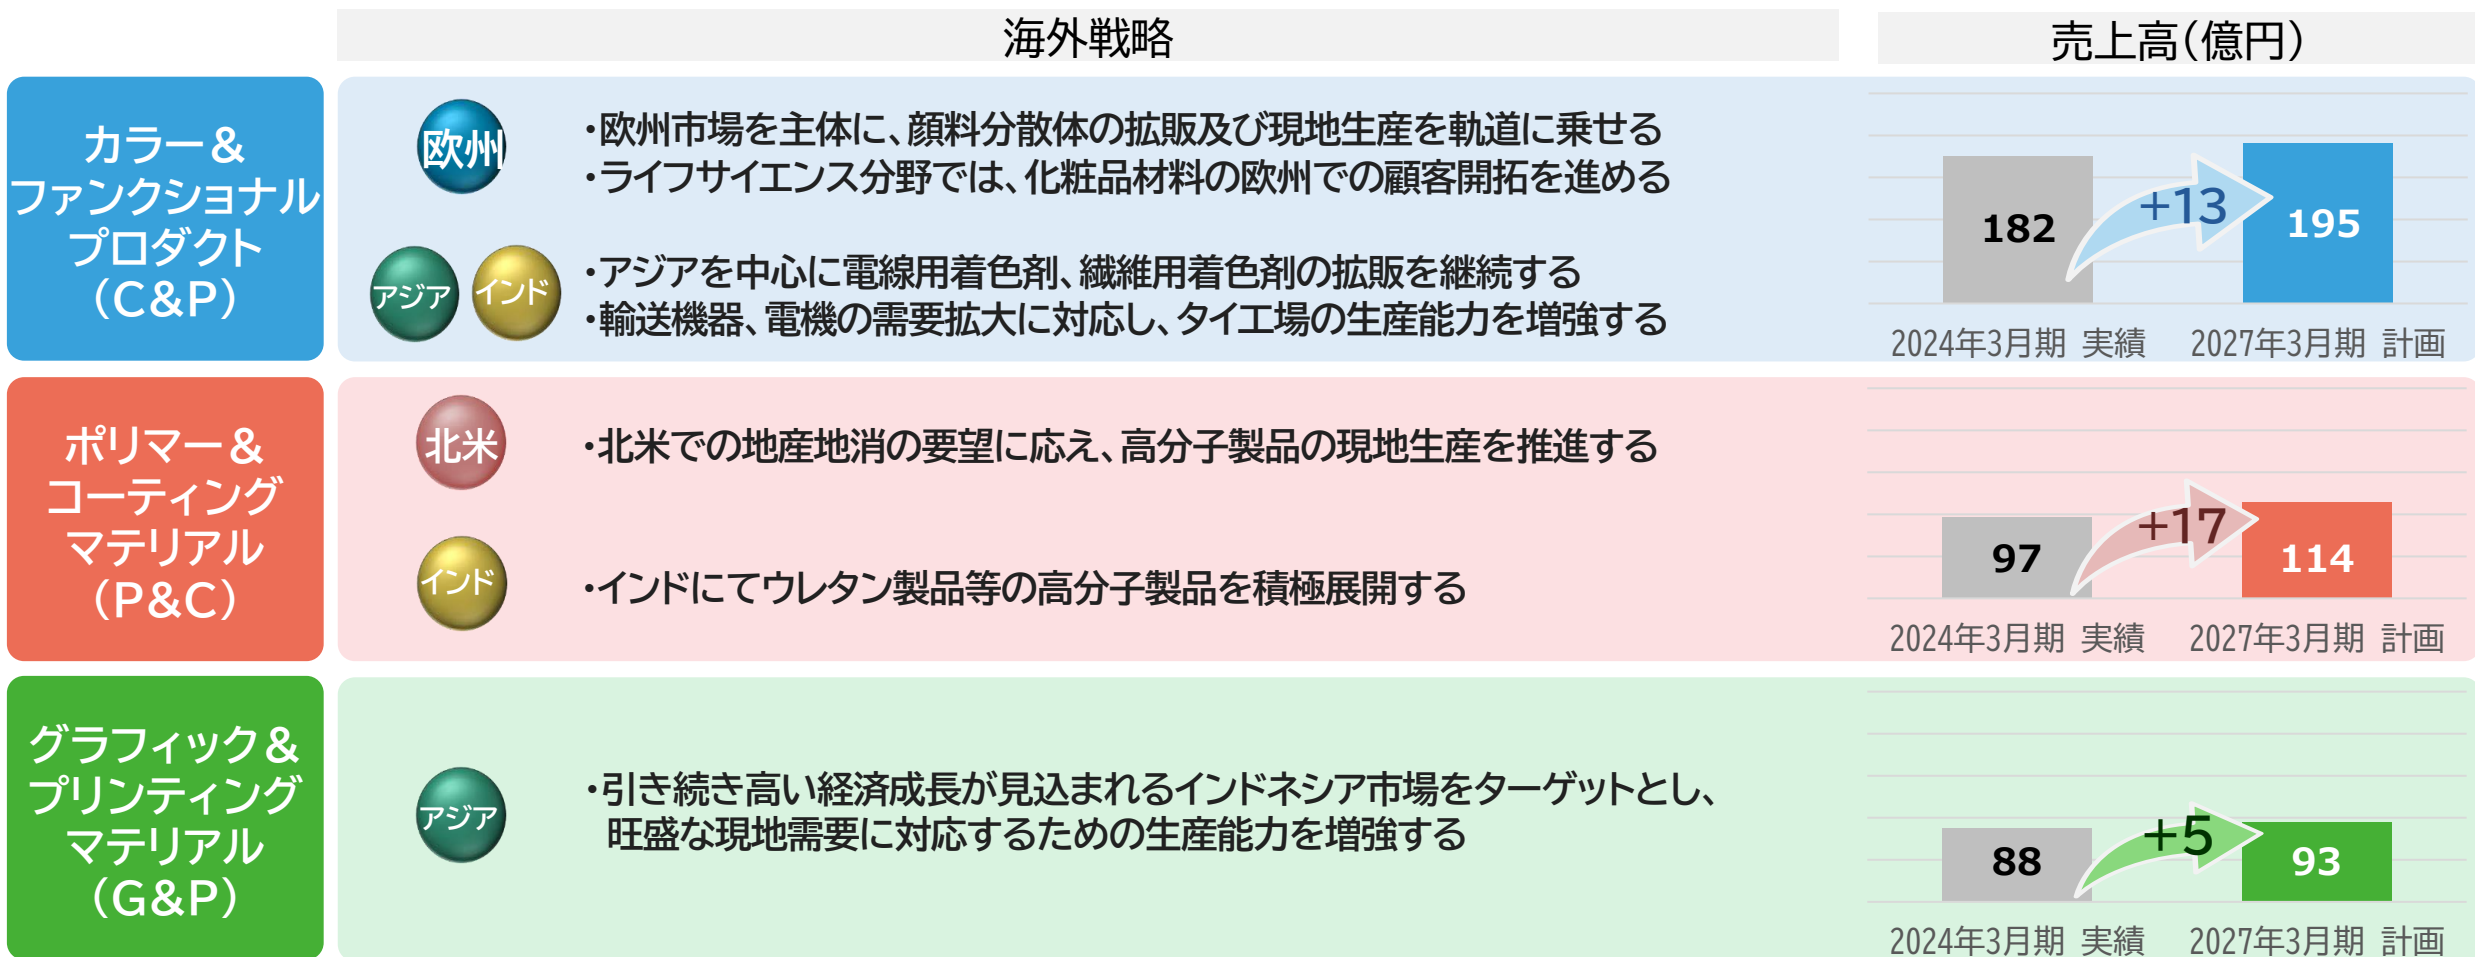 海外戦略
売上高(億円)
カラー＆
ファンクショナル
プロダクト
(C&P)
欧州
・欧州市場を主体に、顔料分散体の拡販及び現地生産を軌道に乗せる
・ライフサイエンス分野では、化粧品材料の欧州での顧客開拓を進める
アジア
インド
・アジアを中心に電線用着色剤、繊維用着色剤の拡販を継続する
・輸送機器、電機の需要拡大に対応し、タイ工場の生産能力を増強する
182
+13
195
2024年3月期 実績
2027年3月期 計画
ポリマー＆
コーティング
マテリアル
(P&C)
北米
・北米での地産地消の要望に応え、高分子製品の現地生産を推進する
インド
・インドにてウレタン製品等の高分子製品を積極展開する
97
+17
114
2024年3月期 実績
2027年3月期 計画
グラフィック＆
プリンティング
マテリアル
(G&P)
アジア
・引き続き高い経済成長が見込まれるインドネシア市場をターゲットとし、
旺盛な現地需要に対応するための生産能力を増強する
88
+5
93
2024年3月期 実績
2027年3月期 計画